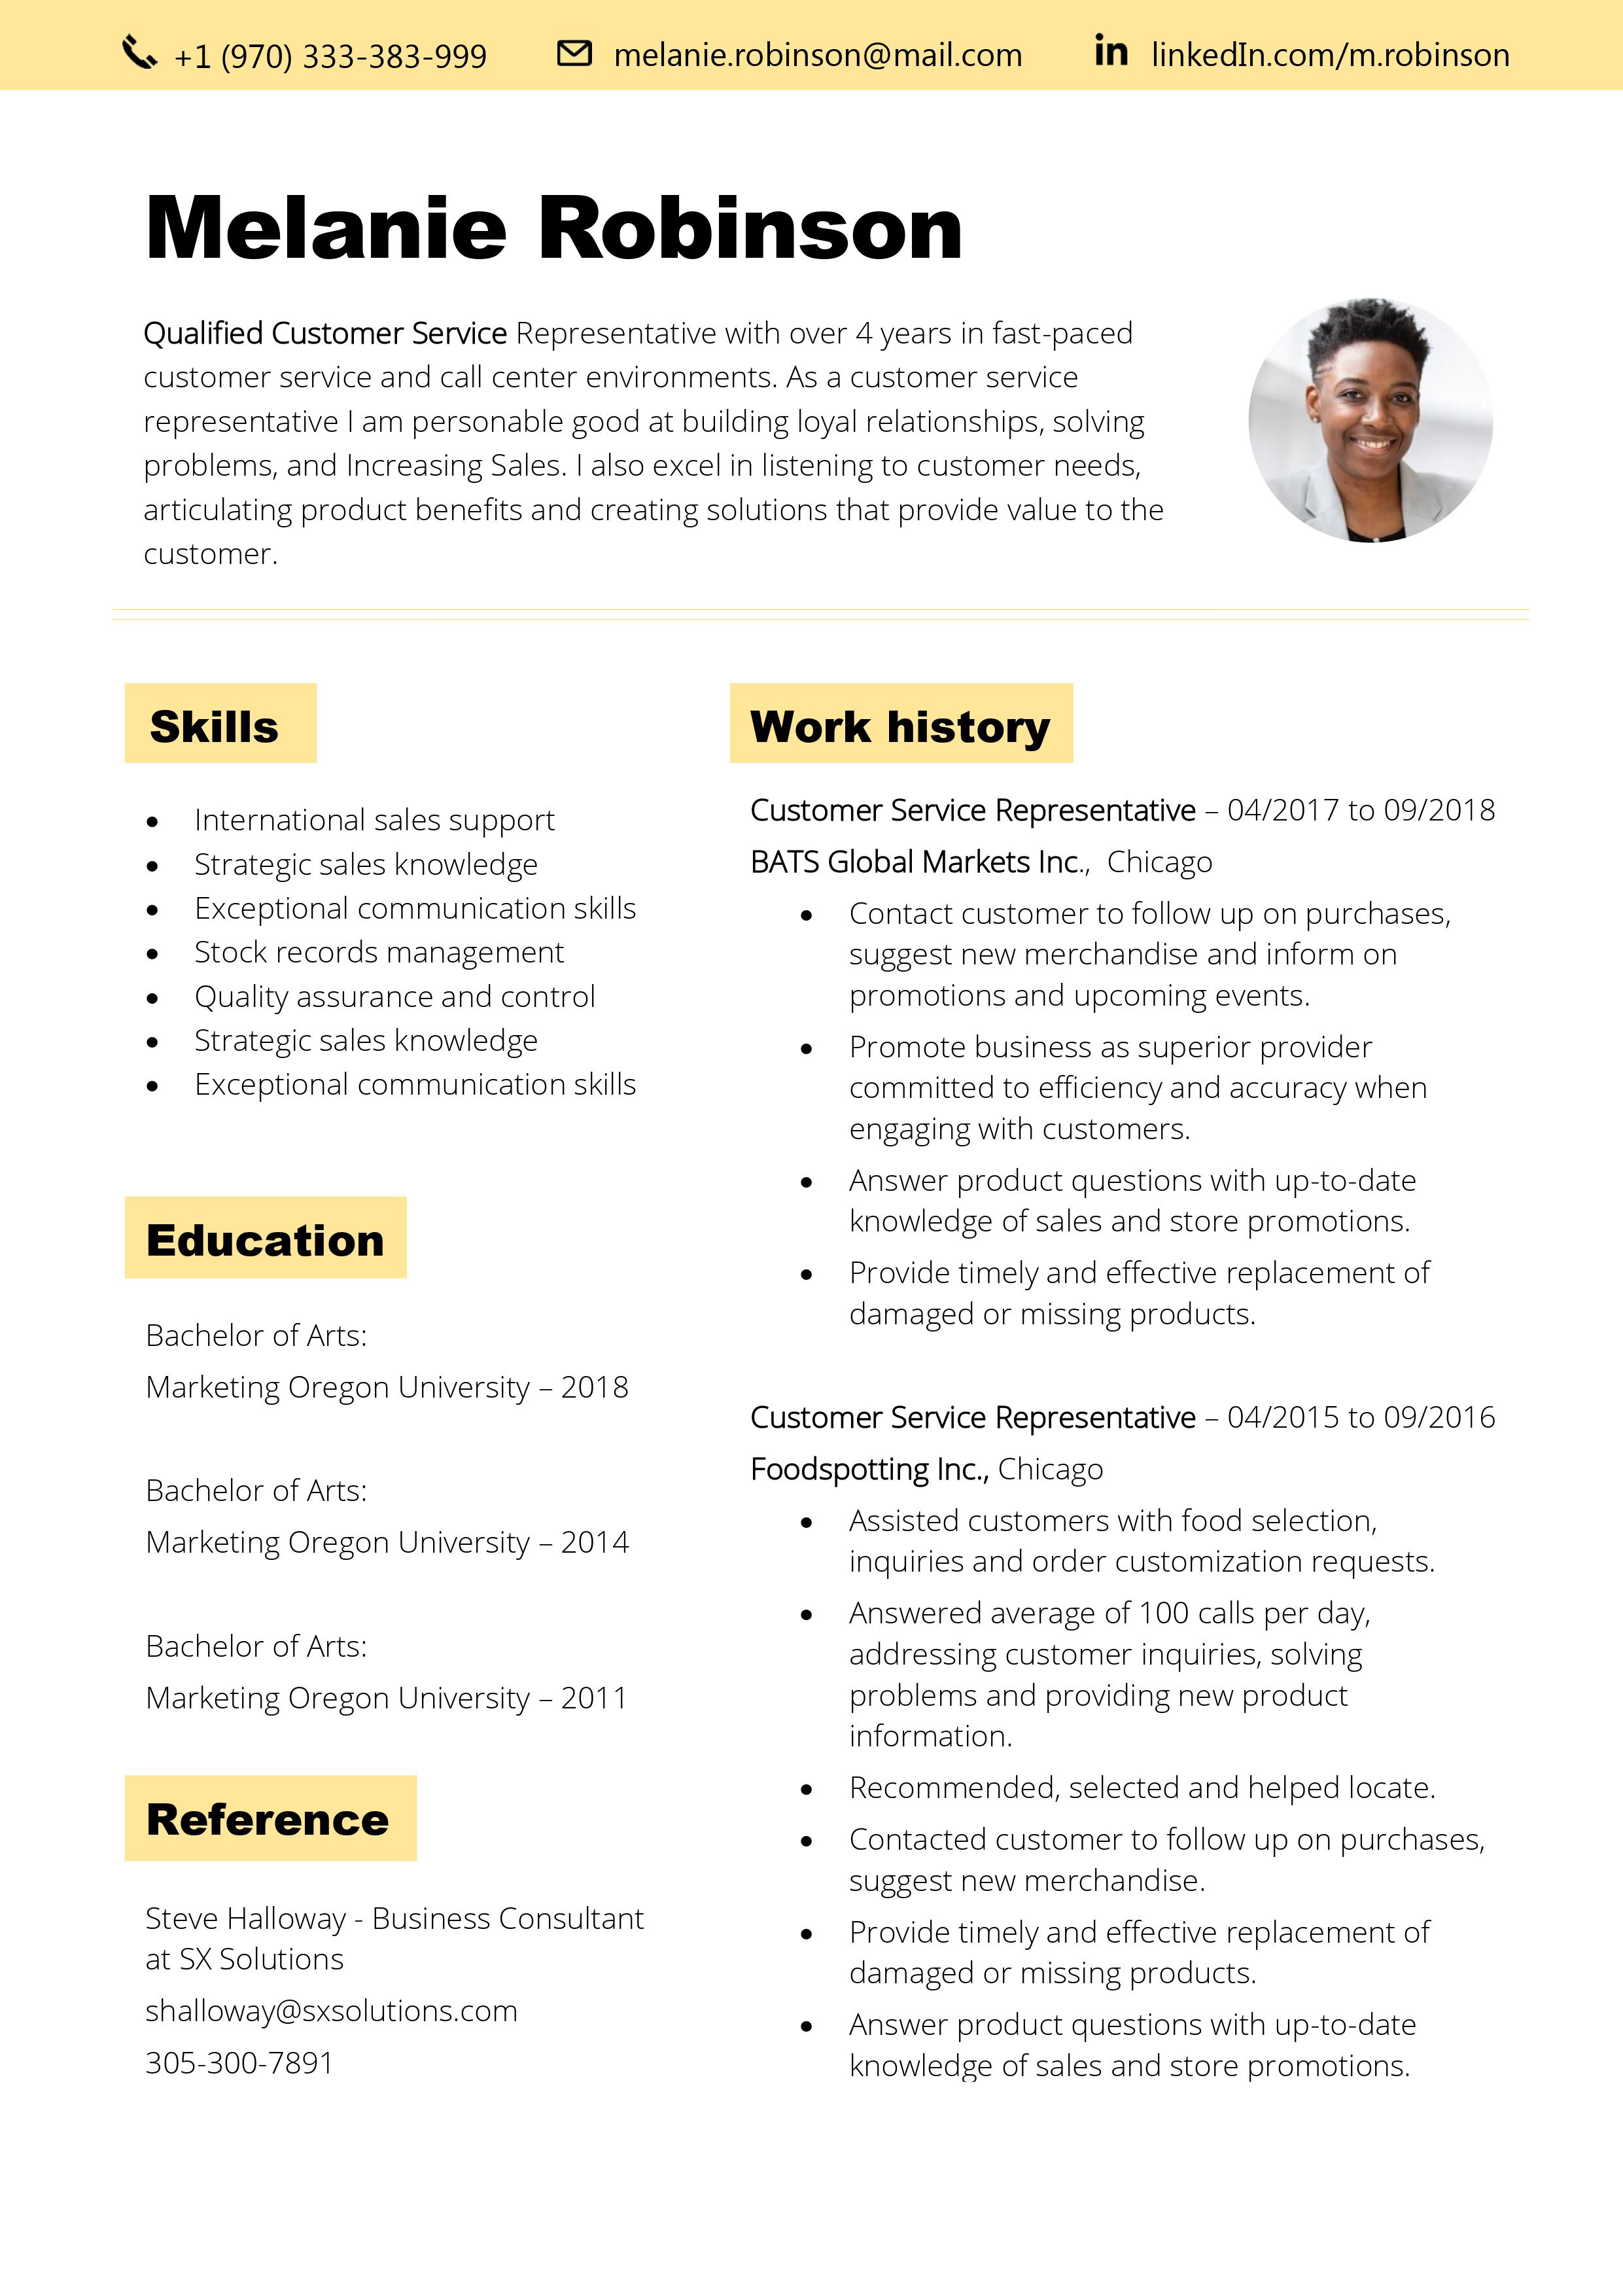 +1 (970) 333-383-999
melanie.robinson@mail.com
linkedIn.com/m.robinson
Melanie Robinson
Qualified Customer Service Representative with over 4 years in fast-paced
customer service and call center environments. As a customer service
representative I am personable good at building loyal relationships, solving
problems, and Increasing Sales. I also excel in listening to customer needs,
articulating product benefits and creating solutions that provide value to the
customer.
Skills
• International sales support
• Strategic sales knowledge
• Exceptional communication skills
• Stock records management
• Quality assurance and control
• Strategic sales knowledge
• Exceptional communication skills
Education
Bachelor of Arts:
Marketing Oregon University – 2018
Bachelor of Arts:
Marketing Oregon University – 2014
Bachelor of Arts:
Marketing Oregon University – 2011
Reference
Steve Halloway - Business Consultant
at SX Solutions
shalloway@sxsolutions.com
305-300-7891
Work history
Customer Service Representative – 04/2017 to 09/2018
BATS Global Markets Inc., Chicago
• Contact customer to follow up on purchases,
suggest new merchandise and inform on
promotions and upcoming events.
• Promote business as superior provider
committed to efficiency and accuracy when
engaging with customers.
• Answer product questions with up-to-date
knowledge of sales and store promotions.
• Provide timely and effective replacement of
damaged or missing products.
Customer Service Representative – 04/2015 to 09/2016
Foodspotting Inc., Chicago
• Assisted customers with food selection,
inquiries and order customization requests.
• Answered average of 100 calls per day,
addressing customer inquiries, solving
problems and providing new product
information.
• Recommended, selected and helped locate.
• Contacted customer to follow up on purchases,
suggest new merchandise.
• Provide timely and effective replacement of
damaged or missing products.
• Answer product questions with up-to-date
knowledge of sales and store promotions.